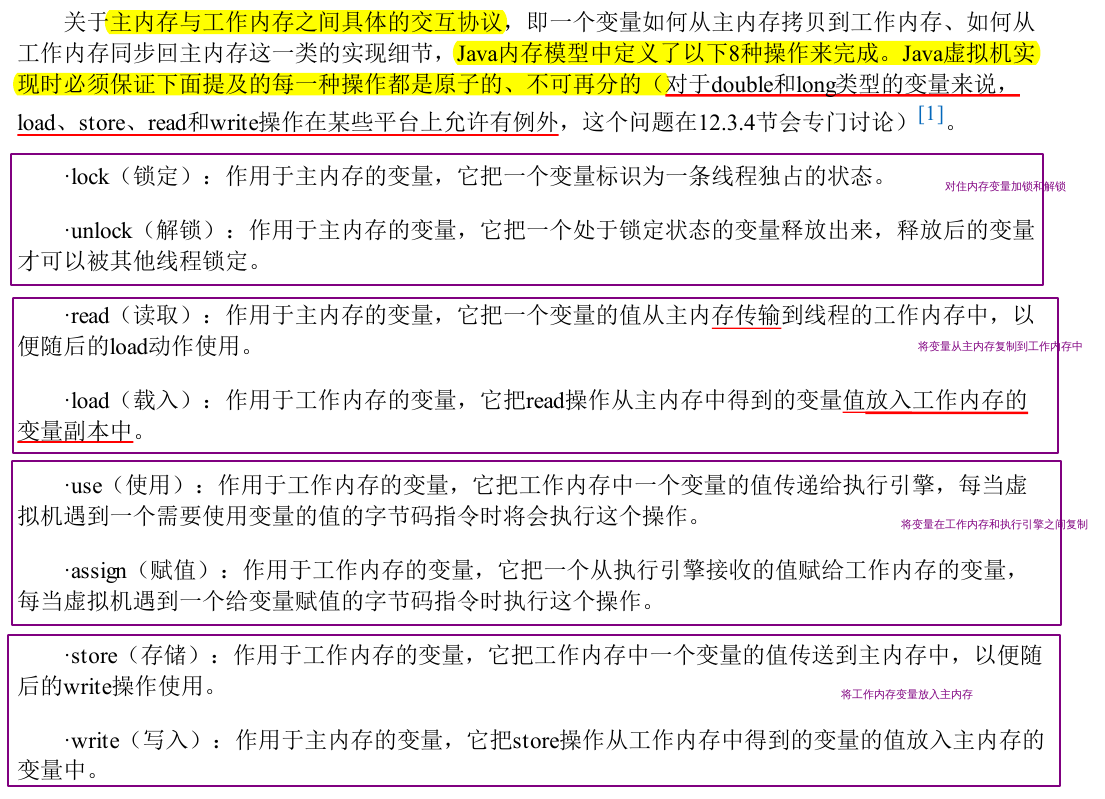 关于主内存与工作内存之间具体的交互协议，即一个变量如何从主内存拷贝到工作内存、如何从
工作内存同步回主内存这一类的实现细节，Java内存模型中定义了以下8种操作来完成。Java虚拟机实
现时必须保证下面提及的每一种操作都是原子的、不可再分的（对于double和long类型的变量来说，
load、store、read和write操作在某些平台上允许有例外，这个问题在12.3.4节会专门讨论）[1]。
·lock（锁定）：作用于主内存的变量，它把一个变量标识为一条线程独占的状态。
对住内存变量加锁和解锁
·unlock（解锁）：作用于主内存的变量，它把一个处于锁定状态的变量释放出来，释放后的变量
才可以被其他线程锁定。
·read（读取）：作用于主内存的变量，它把一个变量的值从主内存传输到线程的工作内存中，以
便随后的load动作使用。
将变量从主内存复制到工作内存中
·load（载入）：作用于工作内存的变量，它把read操作从主内存中得到的变量值放入工作内存的
变量副本中。
·use（使用）：作用于工作内存的变量，它把工作内存中一个变量的值传递给执行引擎，每当虚
拟机遇到一个需要使用变量的值的字节码指令时将会执行这个操作。
将变量在工作内存和执行引擎之间复制
·assign（赋值）：作用于工作内存的变量，它把一个从执行引擎接收的值赋给工作内存的变量，
每当虚拟机遇到一个给变量赋值的字节码指令时执行这个操作。
·store（存储）：作用于工作内存的变量，它把工作内存中一个变量的值传送到主内存中，以便随
后的write操作使用。
将工作内存变量放入主内存
·write（写入）：作用于主内存的变量，它把store操作从工作内存中得到的变量的值放入主内存的
变量中。